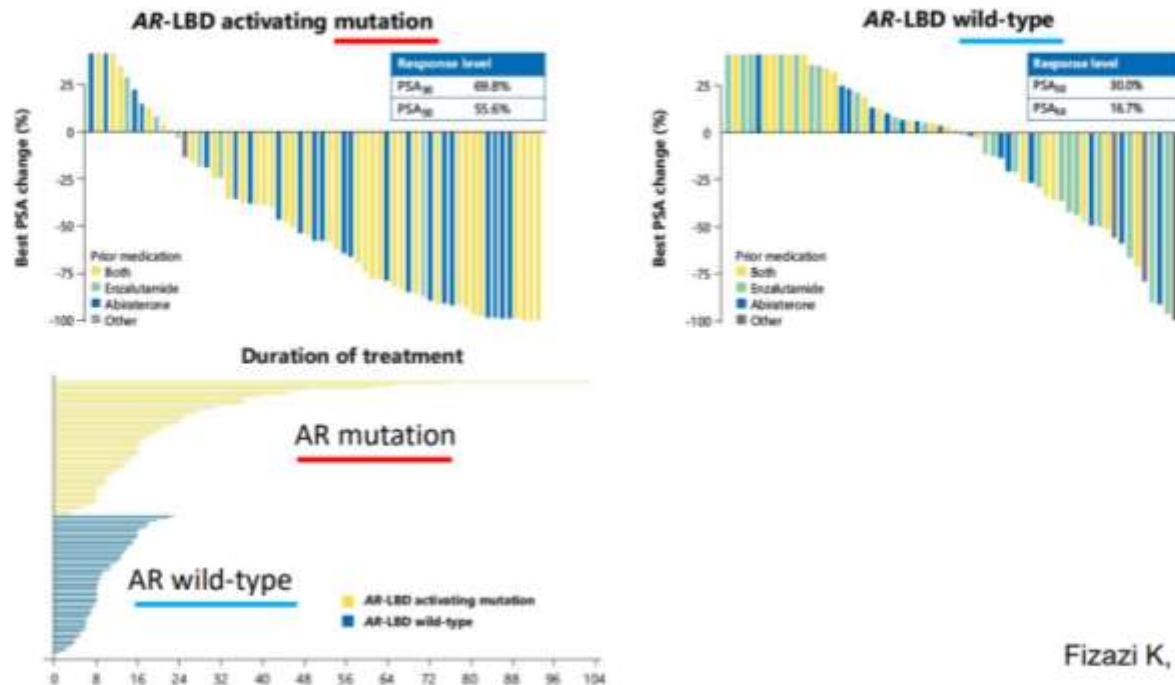 AR-LBD activating mutation
Response level
PSA₃₀ 69.8%
PSA₅₀ 55.6%
25
0
-25
-50
-75
-100
Best PSA change (%)
Prior medication
Both
Enzalutamide
Abiraterone
Other
AR-LBD wild-type
Response level
PSA 30.0%
PSA 16.7%
25
0
-25
-50
-75
-100
Best PSA change (%)
Prior medication
Both
Enzalutamide
Abiraterone
Other
Duration of treatment
AR mutation
AR wild-type
AR-LBD activating mutation
AR-LBD wild-type
0 8 16 24 32 40 48 56 64 72 80 88 96 104
Fizazi K,